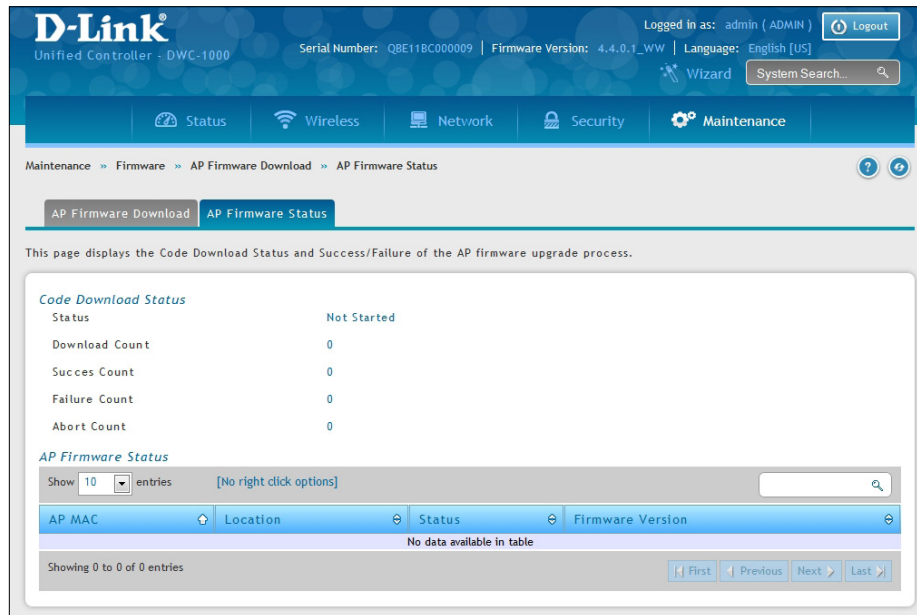 D-Link®
Unified Controller - DWC-1000
Logged in as: admin ( ADMIN ) Logout
Serial Number: QBE11BC000009 | Firmware Version: 4.4.0.1_WW | Language: English [US]
Wizard System Search...
Status Wireless Network Security Maintenance
Maintenance » Firmware » AP Firmware Download » AP Firmware Status ?
AP Firmware Download AP Firmware Status
This page displays the Code Download Status and Success/Failure of the AP firmware upgrade process.
Code Download Status
Status Not Started
Download Count 0
Succes Count 0
Failure Count 0
Abort Count 0
AP Firmware Status
Show 10 entries [No right click options]
AP MAC Location Status Firmware Version
No data available in table
Showing 0 to 0 of 0 entries First Previous Next Last